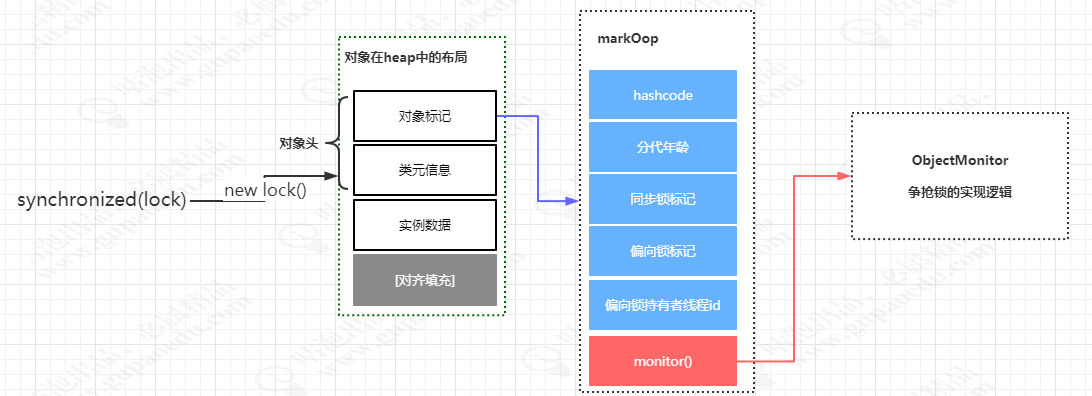 synchronized(lock)
new lock()
对象头
对象在heap中的布局
对象标记
类元信息
实例数据
[对齐填充]
markOop
hashcode
分代年龄
同步锁标记
偏向锁标记
偏向锁持有者线程id
monitor()
ObjectMonitor
争抢锁的实现逻辑